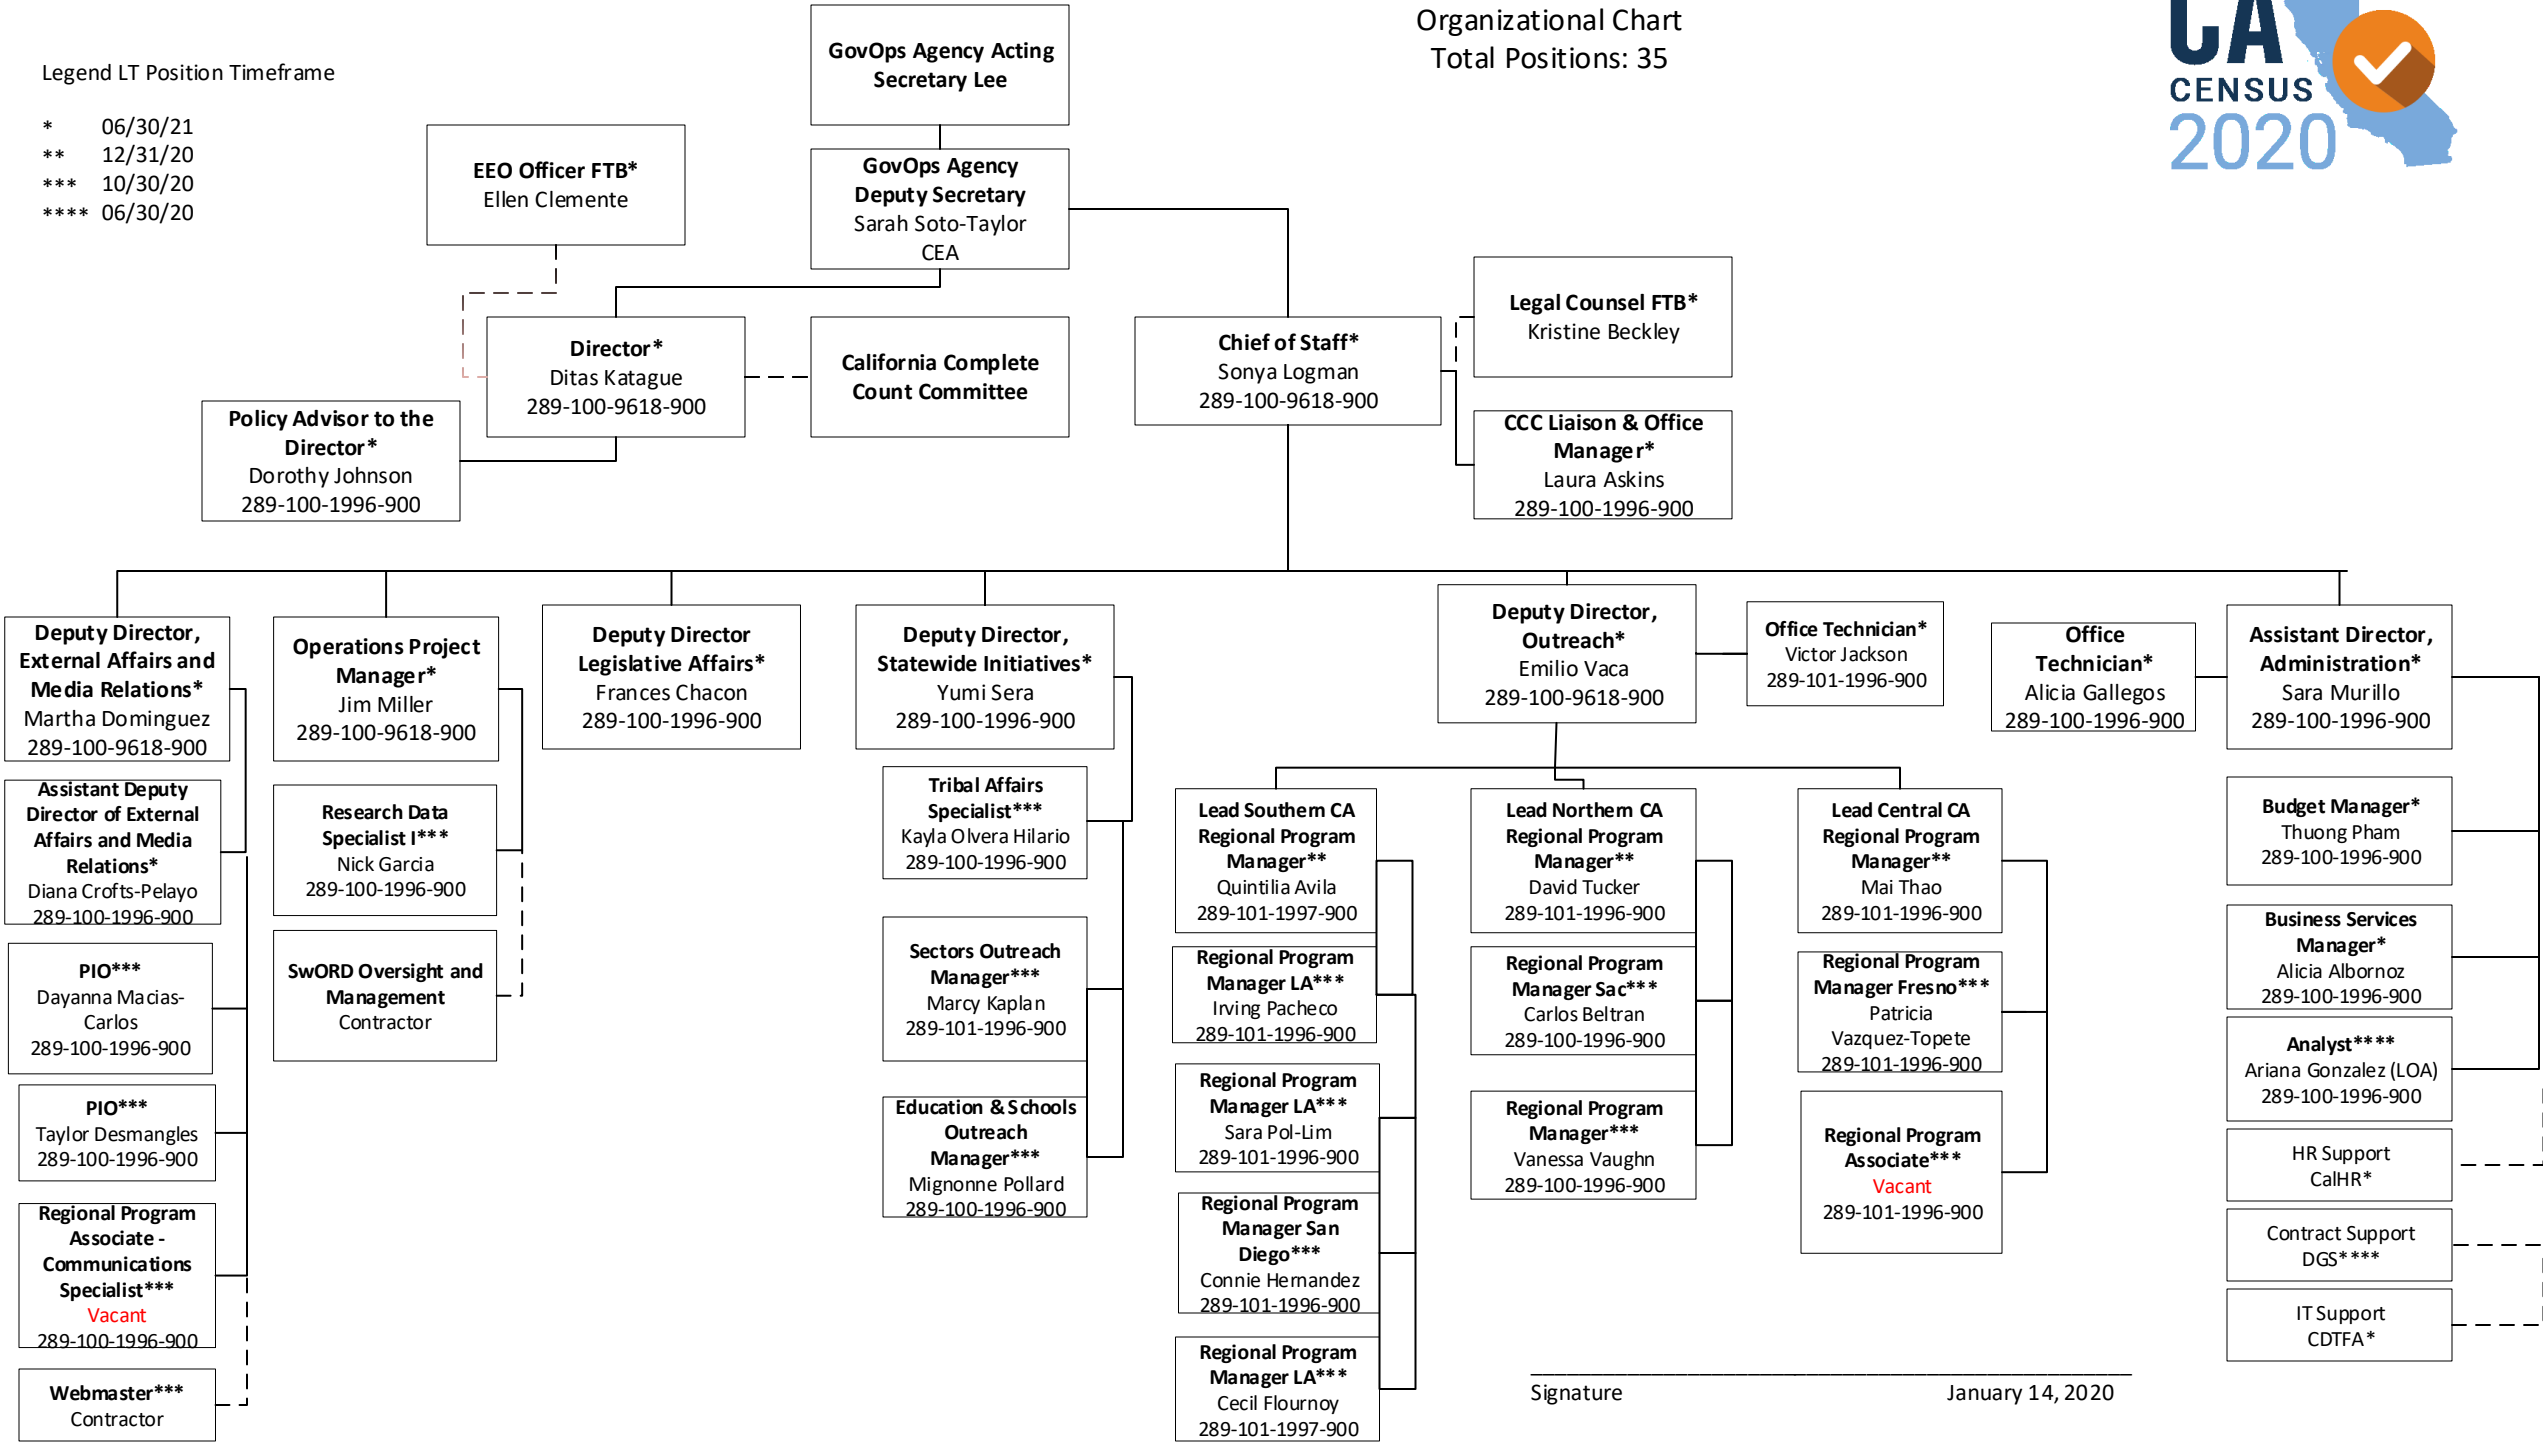 Organizational Chart
Total Positions: 35
CA
CENSUS
2020
Legend LT Position Timeframe
* 06/30/21
** 12/31/20
*** 10/30/20
**** 06/30/20
GovOps Agency Acting
Secretary Lee
EEO Officer FTB*
Ellen Clemente
GovOps Agency
Deputy Secretary
Sarah Soto-Taylor
CEA
Director*
Ditas Katague
289-100-9618-900
California Complete
Count Committee
Chief of Staff*
Sonya Logman
289-100-9618-900
Legal Counsel FTB*
Kristine Beckley
Policy Advisor to the
Director*
Dorothy Johnson
289-100-1996-900
CCC Liaison & Office
Manager*
Laura Askins
289-100-1996-900
Deputy Director,
External Affairs and
Media Relations*
Martha Dominguez
289-100-9618-900
Assistant Deputy
Director of External
Affairs and Media
Relations*
Diana Crofts-Pelayo
289-100-1996-900
PIO***
Dayanna Macias-
Carlos
289-100-1996-900
PIO***
Taylor Desmangles
289-100-1996-900
Regional Program
Associate -
Communications
Specialist***
Vacant
289-100-1996-900
Webmaster***
Contractor
Operations Project
Manager*
Jim Miller
289-100-9618-900
Research Data
Specialist I***
Nick Garcia
289-100-1996-900
SwORD Oversight and
Management
Contractor
Deputy Director
Legislative Affairs*
Frances Chacon
289-100-1996-900
Deputy Director,
Statewide Initiatives*
Yumi Sera
289-100-1996-900
Tribal Affairs
Specialist***
Kayla Olvera Hilario
289-100-1996-900
Sectors Outreach
Manager***
Marcy Kaplan
289-101-1996-900
Education & Schools
Outreach
Manager***
Mignonne Pollard
289-100-1996-900
Deputy Director,
Outreach*
Emilio Vaca
289-100-9618-900
Office Technician*
Victor Jackson
289-101-1996-900
Lead Southern CA
Regional Program
Manager**
Quintilia Avila
289-101-1997-900
Regional Program
Manager LA***
Irving Pacheco
289-101-1996-900
Regional Program
Manager LA***
Sara Pol-Lim
289-101-1996-900
Regional Program
Manager San
Diego***
Connie Hernandez
289-101-1996-900
Regional Program
Manager LA***
Cecil Flournoy
289-101-1997-900
Lead Northern CA
Regional Program
Manager**
David Tucker
289-101-1996-900
Regional Program
Manager Sac***
Carlos Beltran
289-100-1996-900
Regional Program
Manager***
Vanessa Vaughn
289-100-1996-900
Lead Central CA
Regional Program
Manager**
Mai Thao
289-101-1996-900
Regional Program
Manager Fresno***
Patricia
Vazquez-Topete
289-101-1996-900
Regional Program
Associate***
Vacant
289-101-1996-900
Office
Technician*
Alicia Gallegos
289-100-1996-900
Assistant Director,
Administration*
Sara Murillo
289-100-1996-900
Budget Manager*
Thuong Pham
289-100-1996-900
Business Services
Manager*
Alicia Albornoz
289-100-1996-900
Analyst****
Ariana Gonzalez (LOA)
289-100-1996-900
HR Support
CalHR*
Contract Support
DGS****
IT Support
CDTFA*
Signature January 14, 2020